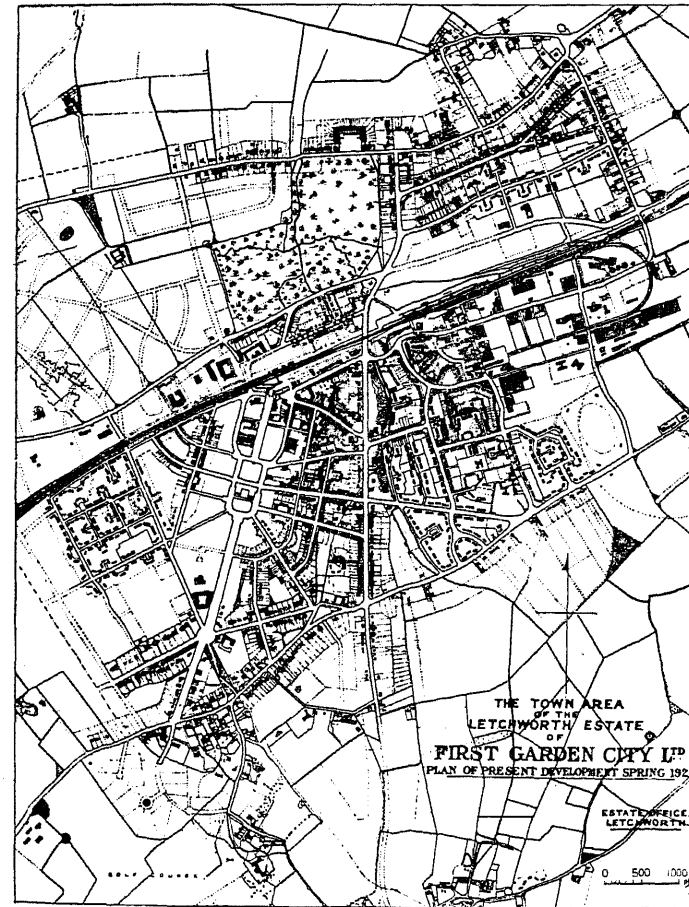 THE TOWN AREA
OF THE
LETCHWORTH ESTATE
OF
FIRST GARDEN CITY LTD
PLAN OF PRESENT DEVELOPMENT SPRING 192
ESTATE OFFICE
LETCHWORTH.
0 500 1000
GOLF COURSE